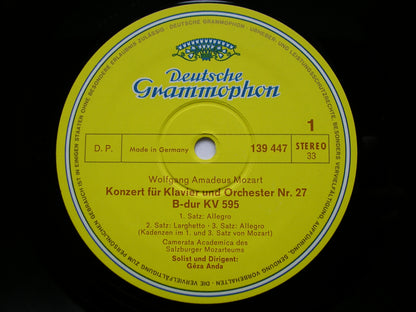 Deutsche
Grammophon
D.P.
Made in Germany
139 447
1
STEREO
33
Wolfgang Amadeus Mozart
Konzert für Klavier und Orchester Nr. 27
B-dur KV 595
1. Satz: Allegro
2. Satz: Larghetto · 3. Satz: Allegro
(Kadenzen im 1. und 3. Satz von Mozart)
Camerata Academica des
Salzburger Mozarteums
Solist und Dirigent:
Géza Anda